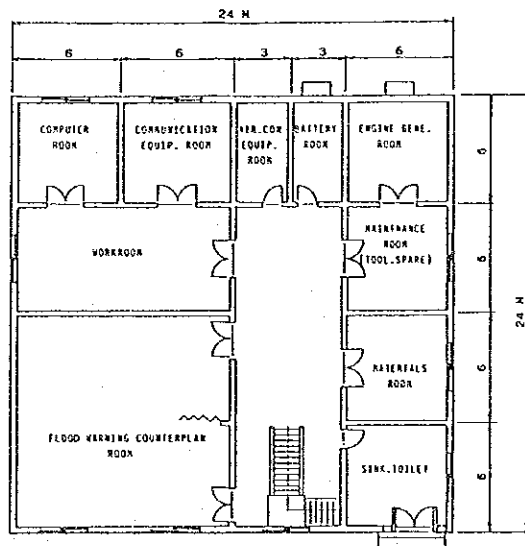 24 M
6 6 3 3 6
COMPUTER
ROOM
COMMUNICATION
EQUIP. ROOM
EQUIP.
ROOM
BATTERY
ROOM
ENGINE GENE.
ROOM
6
WORKROOM
MAINTNANCE
ROOM
(TOOL.SPARE)
6
24 M
MATERIALS
ROOM
6
FLOOD WARNING COUNTERPLAN
ROOM
SINK.TOILET
6